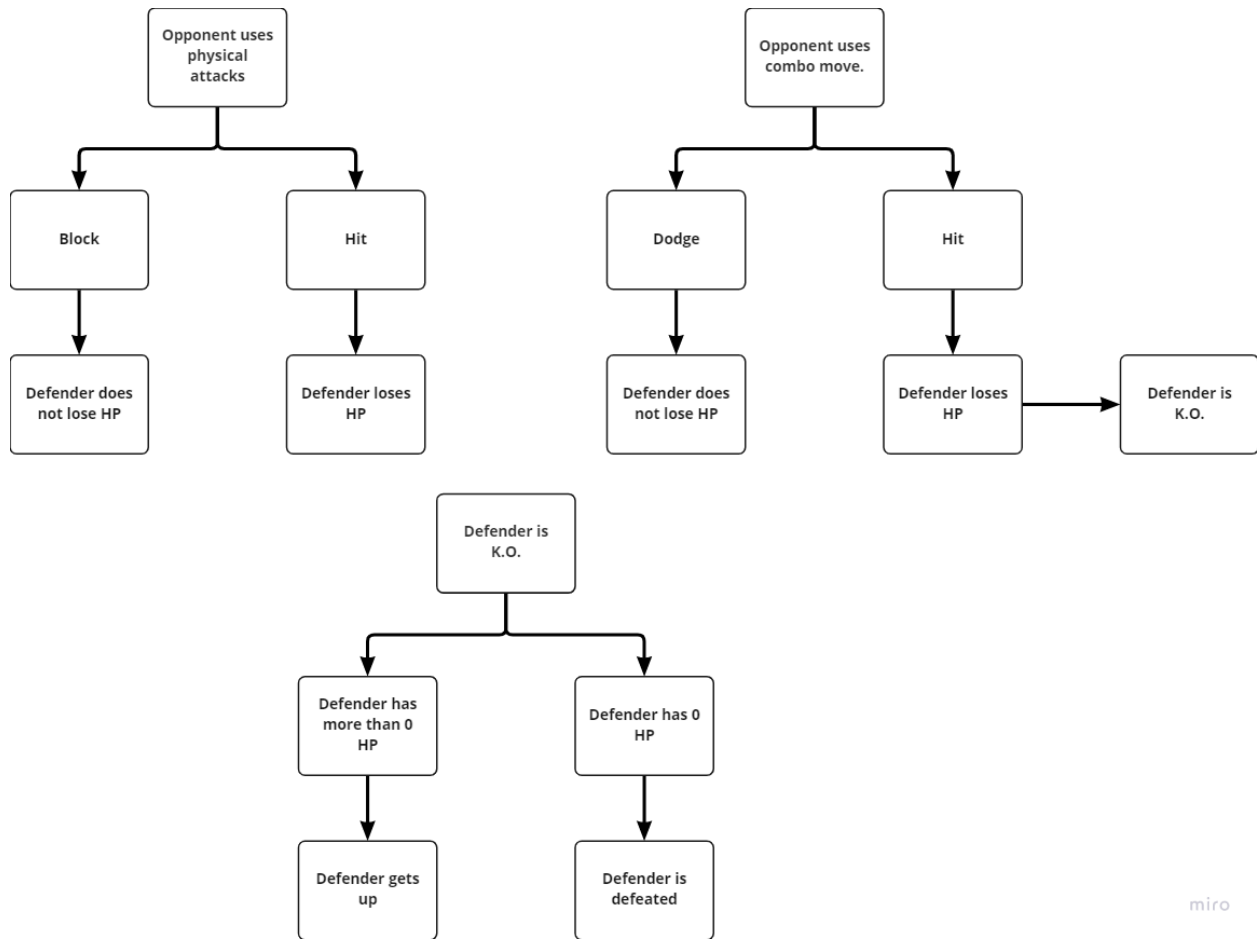 Opponent uses
physical
attacks
Opponent uses
combo move.
Block
Hit
Dodge
Hit
Defender does
not lose HP
Defender loses
HP
Defender does
not lose HP
Defender loses
HP
Defender is
K.O.
Defender is
K.O.
Defender has
more than 0
HP
Defender has 0
HP
Defender gets
up
Defender is
defeated
miro